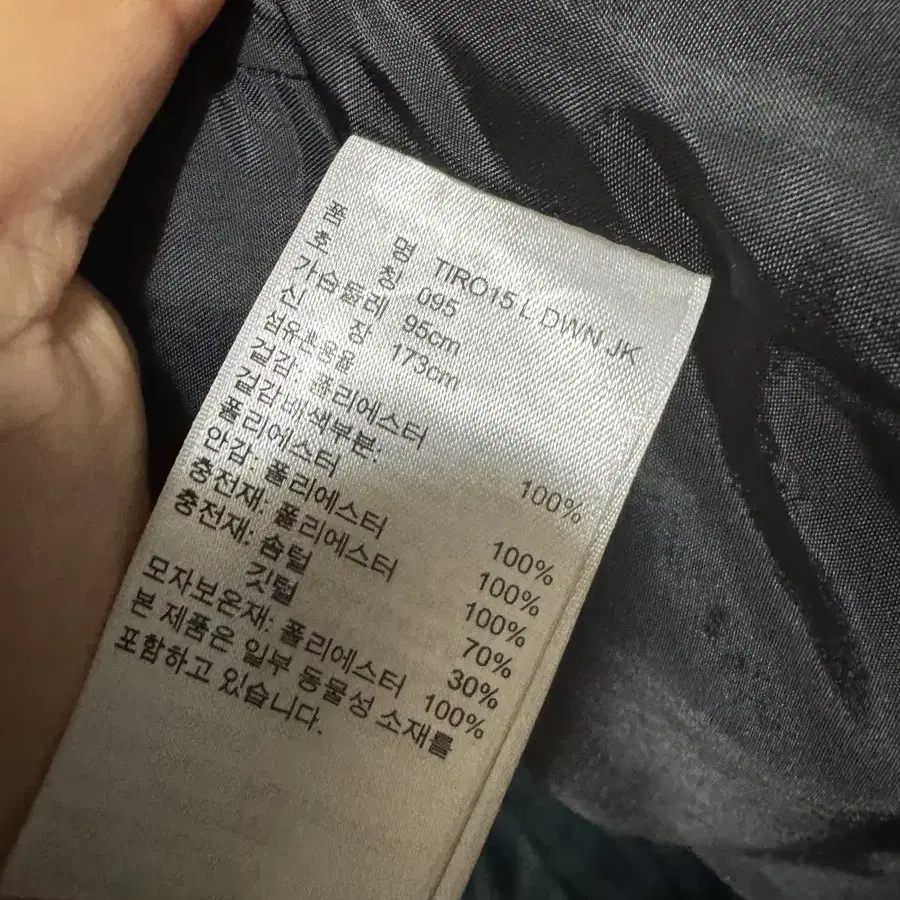 품 명 TIRO15 L DWN JK
호 칭 095
가슴둘레 95cm
신 장 173cm
섬유혼용율
겉감: 폴리에스터 100%
겉감배색부분:
폴리에스터 100%
안감: 폴리에스터 100%
충전재: 폴리에스터 100%
충전재: 솜털 70%
깃털 30%
모자보온재: 폴리에스터 100%
본 제품은 일부 동물성 소재를
포함하고 있습니다.